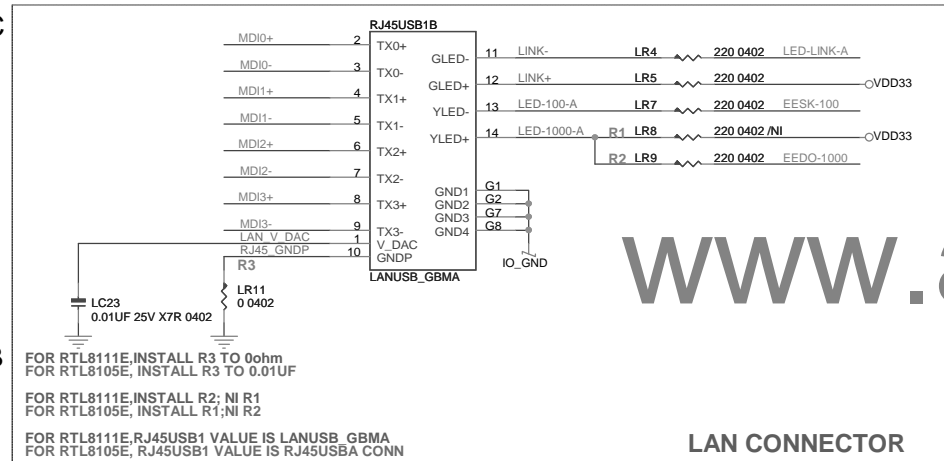 C
RJ45USB1B
MDI0+ 2 TX0+ GLED- 11 LINK- LR4 220 0402 LED-LINK-A
MDI0- 3 TX0- GLED+ 12 LINK+ LR5 220 0402 VDD33
MDI1+ 4 TX1+ YLED- 13 LED-100-A LR7 220 0402 EESK-100
MDI1- 5 TX1- YLED+ 14 LED-1000-A R1 LR8 220 0402 /NI VDD33
MDI2+ 6 TX2+ R2 LR9 220 0402 EEDO-1000
MDI2- 7 TX2-
MDI3+ 8 TX3+ GND1 G1
GND2 G2
GND3 G7
MDI3- 9 TX3- GND4 G8
LAN_V_DAC 1 V_DAC
RJ45_GNDP 10 GNDP
IO_GND
R3
LANUSB_GBMA
LR11
0 0402
LC23
0.01UF 25V X7R 0402
www.a
B
FOR RTL8111E,INSTALL R3 TO 0ohm
FOR RTL8105E, INSTALL R3 TO 0.01UF
FOR RTL8111E,INSTALL R2; NI R1
FOR RTL8105E, INSTALL R1;NI R2
FOR RTL8111E,RJ45USB1 VALUE IS LANUSB_GBMA
FOR RTL8105E, RJ45USB1 VALUE IS RJ45USBA CONN
LAN CONNECTOR